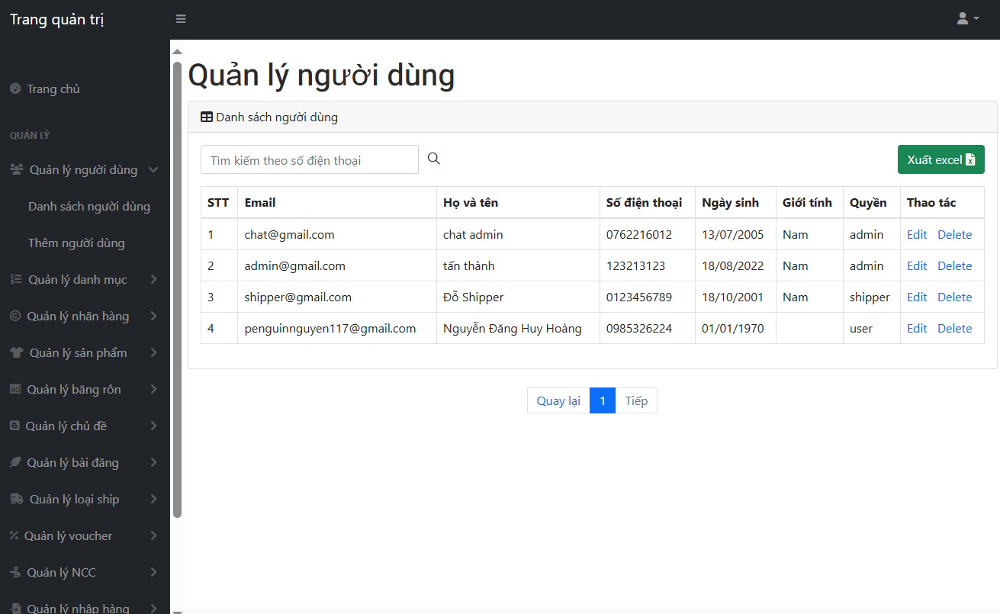 Trang quản trị
Trang chủ
QUẢN LÝ
Quản lý người dùng
Danh sách người dùng
Thêm người dùng
Quản lý danh mục
Quản lý nhãn hàng
Quản lý sản phẩm
ad Quản lý băng rôn
Quản lý chủ đề
Quản lý bài đăng
Quản lý loại ship
Quản lý voucher
Quản lý NCC
Quản lý nhập hàng
Quản lý người dùng
Danh sách người dùng
Tìm kiếm theo số điện thoại
Xuất excel
STT Email Họ và tên Số điện thoại Ngày sinh Giới tính Quyền Thao tác
1 chat@gmail.com chat admin 0762216012 13/07/2005 Nam admin Edit Delete
2 admin@gmail.com tấn thành 123213123 18/08/2022 Nam admin Edit Delete
3 shipper@gmail.com Đỗ Shipper 0123456789 18/10/2001 Nam shipper Edit Delete
4 penguinnguyen117@gmail.com Nguyễn Đăng Huy Hoàng 0985326224 01/01/1970 user Edit Delete
Quay lại 1 Tiếp